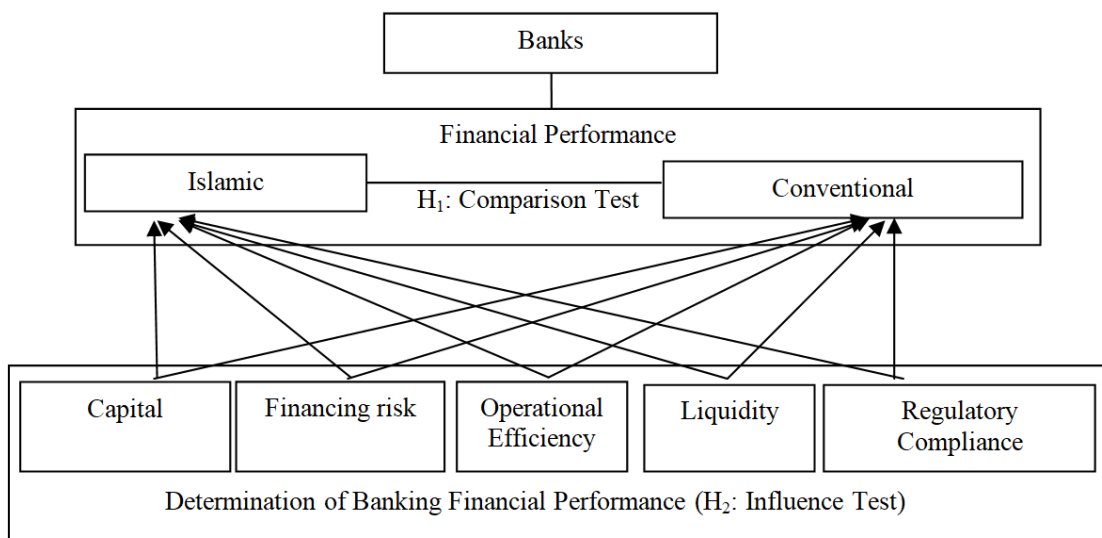 Banks
Financial Performance
Islamic
Conventional
H₁: Comparison Test
Capital
Financing risk
Operational
Efficiency
Liquidity
Regulatory
Compliance
Determination of Banking Financial Performance (H₂: Influence Test)